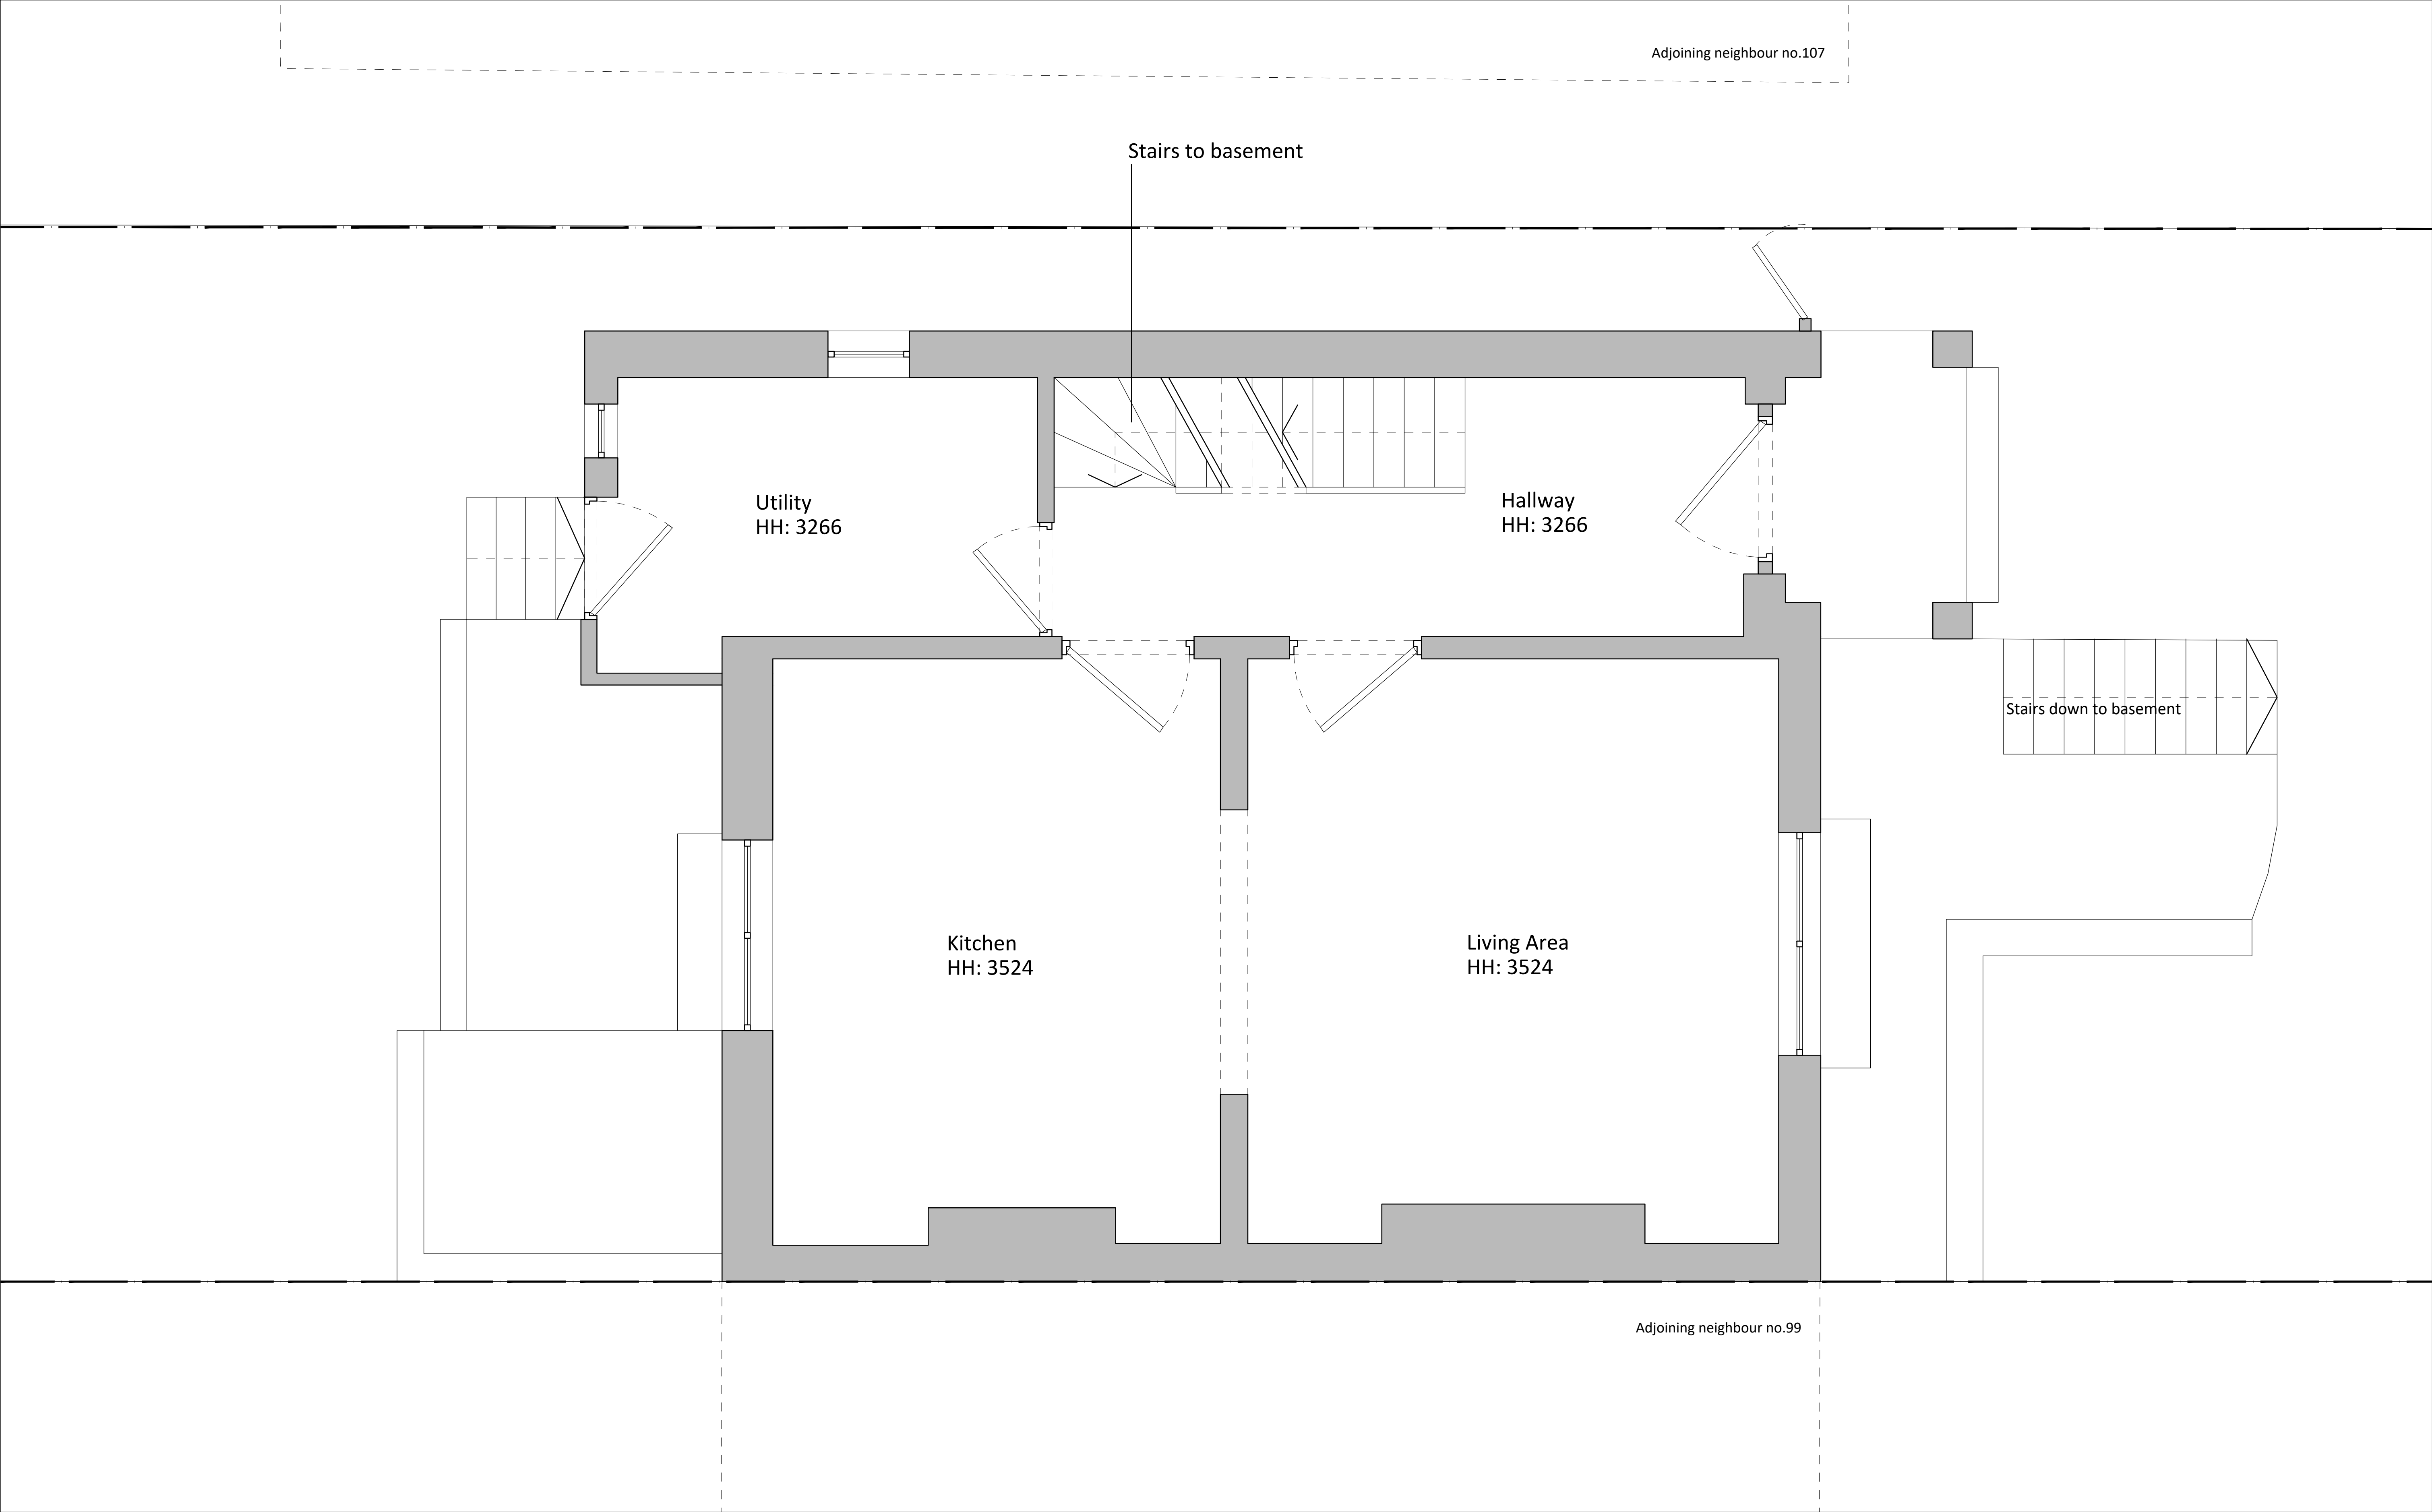 Adjoining neighbour no.107
Stairs to basement
Utility
HH: 3266
Hallway
HH: 3266
Stairs down to basement
Kitchen
HH: 3524
Living Area
HH: 3524
Adjoining neighbour no.99